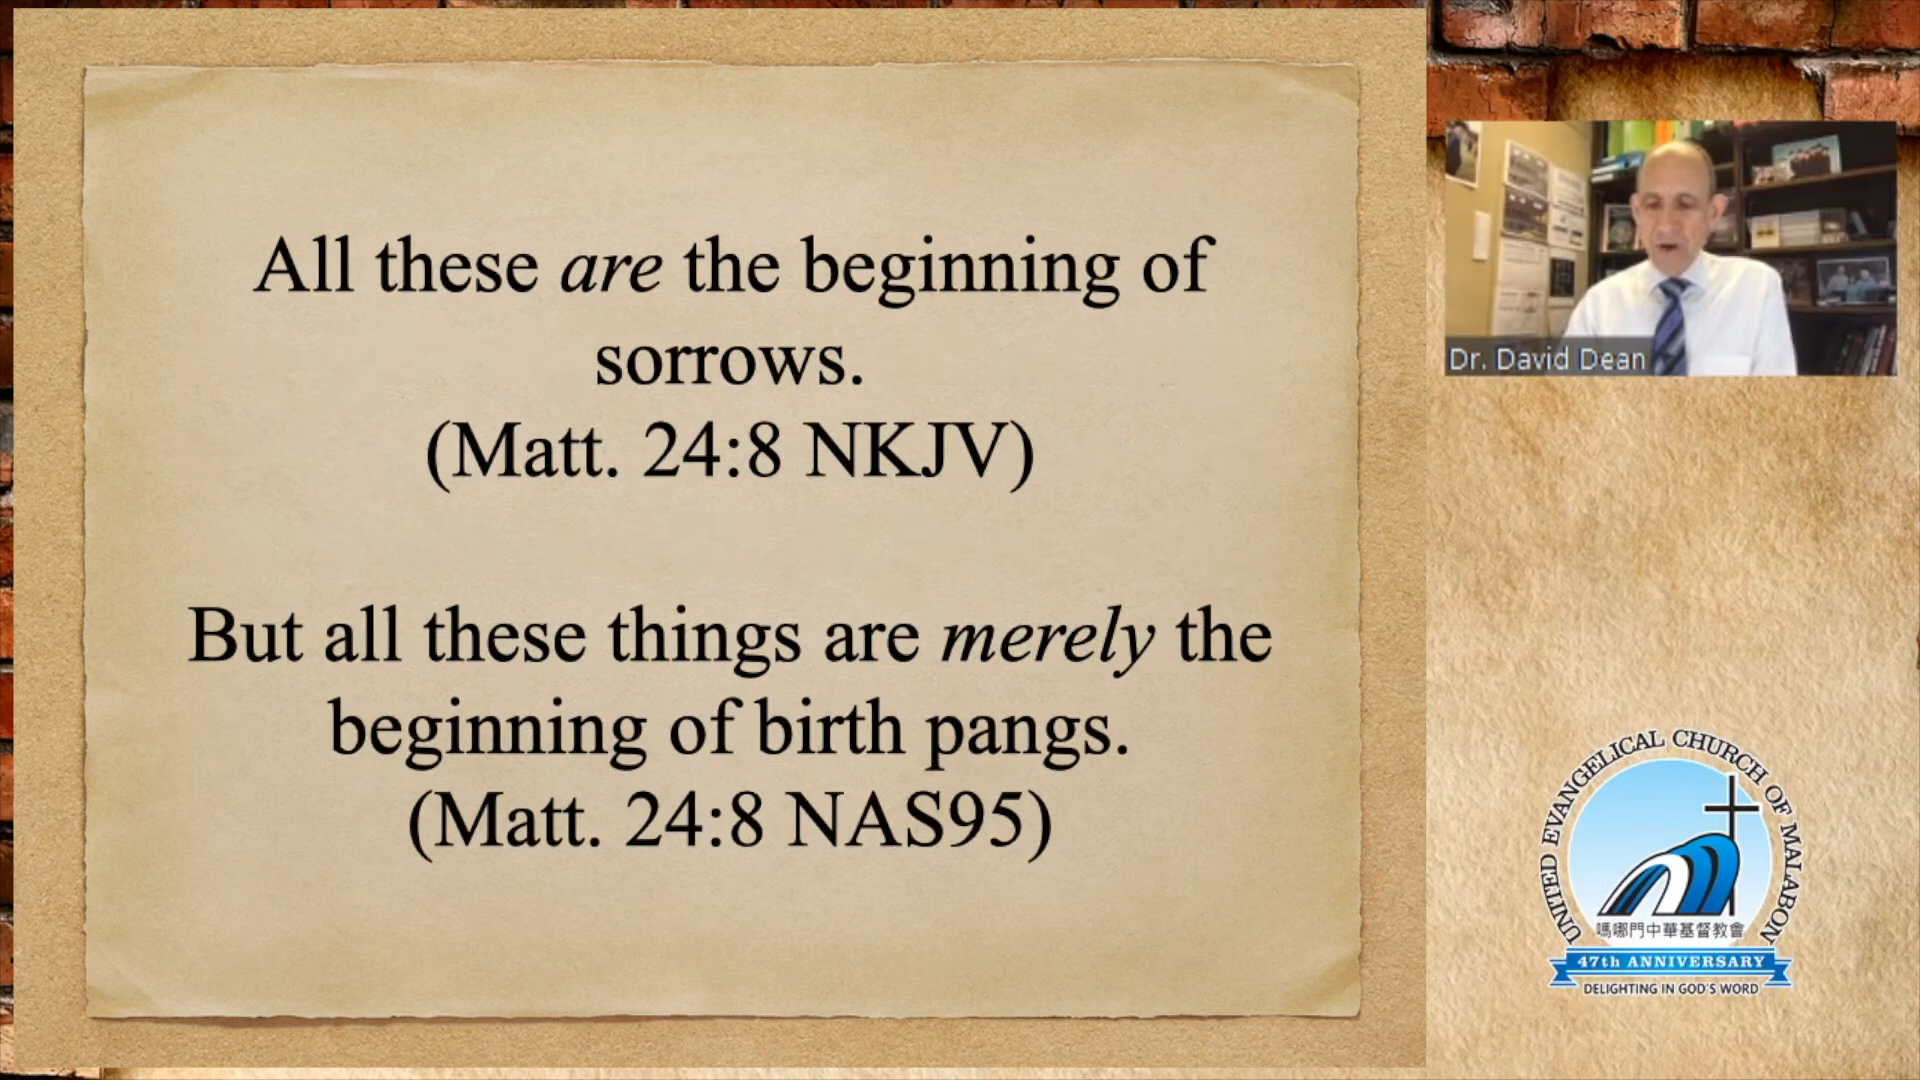 All these are the beginning of
sorrows.
(Matt. 24:8 NKJV)
But all these things are merely the
beginning of birth pangs.
(Matt. 24:8 NAS95)
Dr. David Dean
UNITED EVANGELICAL CHURCH OF MALABON
嗎哪門中華基督教會
47th ANNIVERSARY
DELIGHTING IN GOD'S WORD